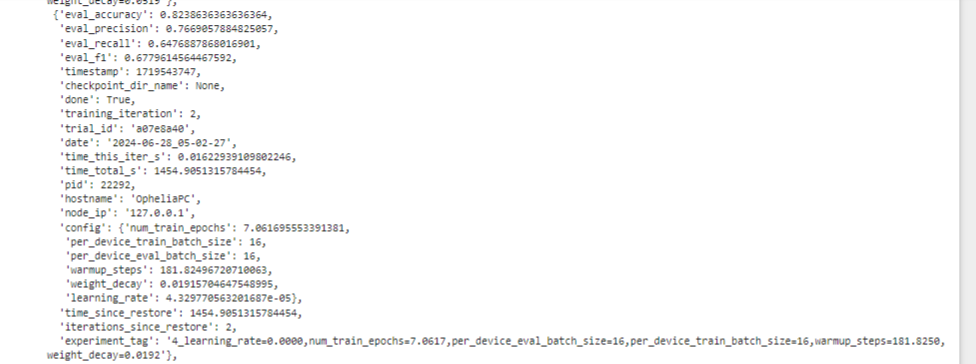 weight_decay=0.0519'},
{'eval_accuracy': 0.8238636363636364,
'eval_precision': 0.7669057884825057,
'eval_recall': 0.6476887868016901,
'eval_f1': 0.6779614564467592,
'timestamp': 1719543747,
'checkpoint_dir_name': None,
'done': True,
'training_iteration': 2,
'trial_id': 'a07e8a40',
'date': '2024-06-28_05-02-27',
'time_this_iter_s': 0.01622939109802246,
'time_total_s': 1454.9051315784454,
'pid': 22292,
'hostname': 'OpheliaPC',
'node_ip': '127.0.0.1',
'config': {'num_train_epochs': 7.061695553391381,
'per_device_train_batch_size': 16,
'per_device_eval_batch_size': 16,
'warmup_steps': 181.82496720710063,
'weight_decay': 0.01915704647548995,
'learning_rate': 4.329770563201687e-05},
'time_since_restore': 1454.9051315784454,
'iterations_since_restore': 2,
'experiment_tag': '4_learning_rate=0.0000,num_train_epochs=7.0617,per_device_eval_batch_size=16,per_device_train_batch_size=16,warmup_steps=181.8250,
weight_decay=0.0192'},